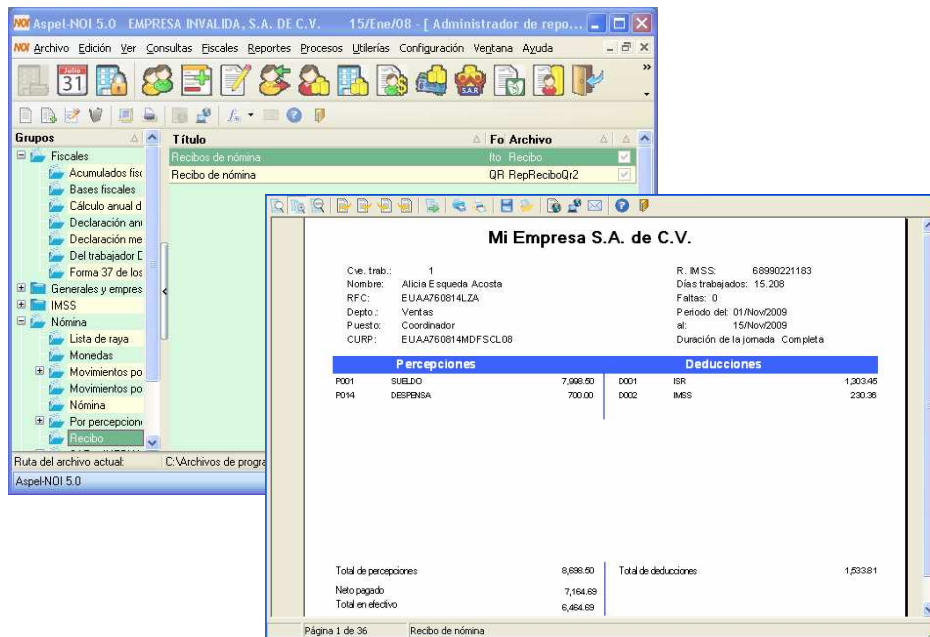 Aspel-NOI 5.0 EMPRESA INVALIDA, S.A. DE C.V. 15/Ene/08 - [ Administrador de repo...
Archivo Edición Ver Consultas Fiscales Reportes Procesos Utilerías Configuración Ventana Ayuda
Grupos
Título Fo Archivo
Fiscales
Acumulados fisc
Bases fiscales
Cálculo anual d
Declaración anu
Declaración me
Del trabajador D
Forma 37 de los
Generales y empres
IMSS
Nómina
Lista de raya
Monedas
Movimientos po
Movimientos po
Nómina
Por percepcion
Recibo
Recibos de nómina fto Recibo
Recibo de nómina QR RepReciboQr2
Ruta del archivo actual: C:\Archivos de progra
Aspel-NOI 5.0
Mi Empresa S.A. de C.V.
Cve. trab.: 1 R. IMSS: 68990221183
Nombre: Alicia Esqueda Acosta Días trabajados: 15.208
RFC: EUAA760814LZA Faltas: 0
Depto.: Ventas Periodo del: 01/Nov/2009
Puesto: Coordinador al: 15/Nov/2009
CURP: EUAA760814MDFSCL08 Duración de la jornada Completa
Percepciones Deducciones
P001 SUELDO 7,998.50 D001 ISR 1,303.45
P014 DESPENSA 700.00 D002 IMSS 230.36
Total de percepciones 8,698.50 Total de deducciones 1,533.81
Neto pagado 7,164.69
Total en efectivo 6,464.69
Página 1 de 36 Recibo de nómina